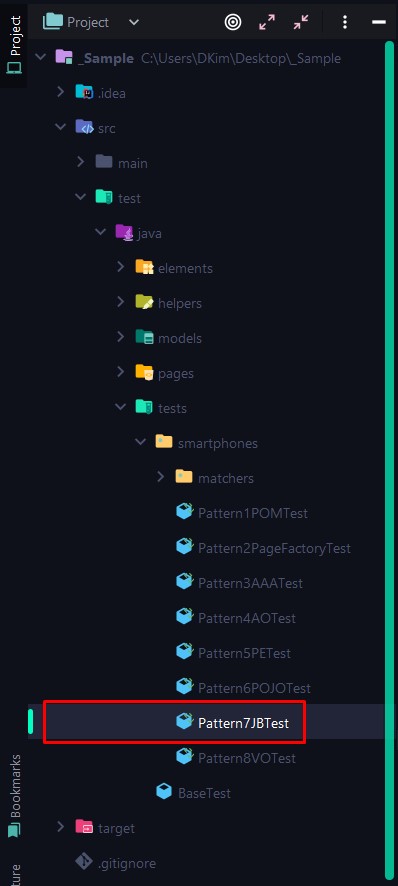 Project
Project
_Sample C:\Users\DKim\Desktop\_Sample
.idea
src
main
test
java
elements
helpers
models
pages
tests
smartphones
matchers
Pattern1POMTest
Pattern2PageFactoryTest
Pattern3AAATest
Pattern4AOTest
Pattern5PETest
Pattern6POJOTest
Pattern7JBTest
Pattern8VOTest
BaseTest
target
.gitignore
Bookmarks